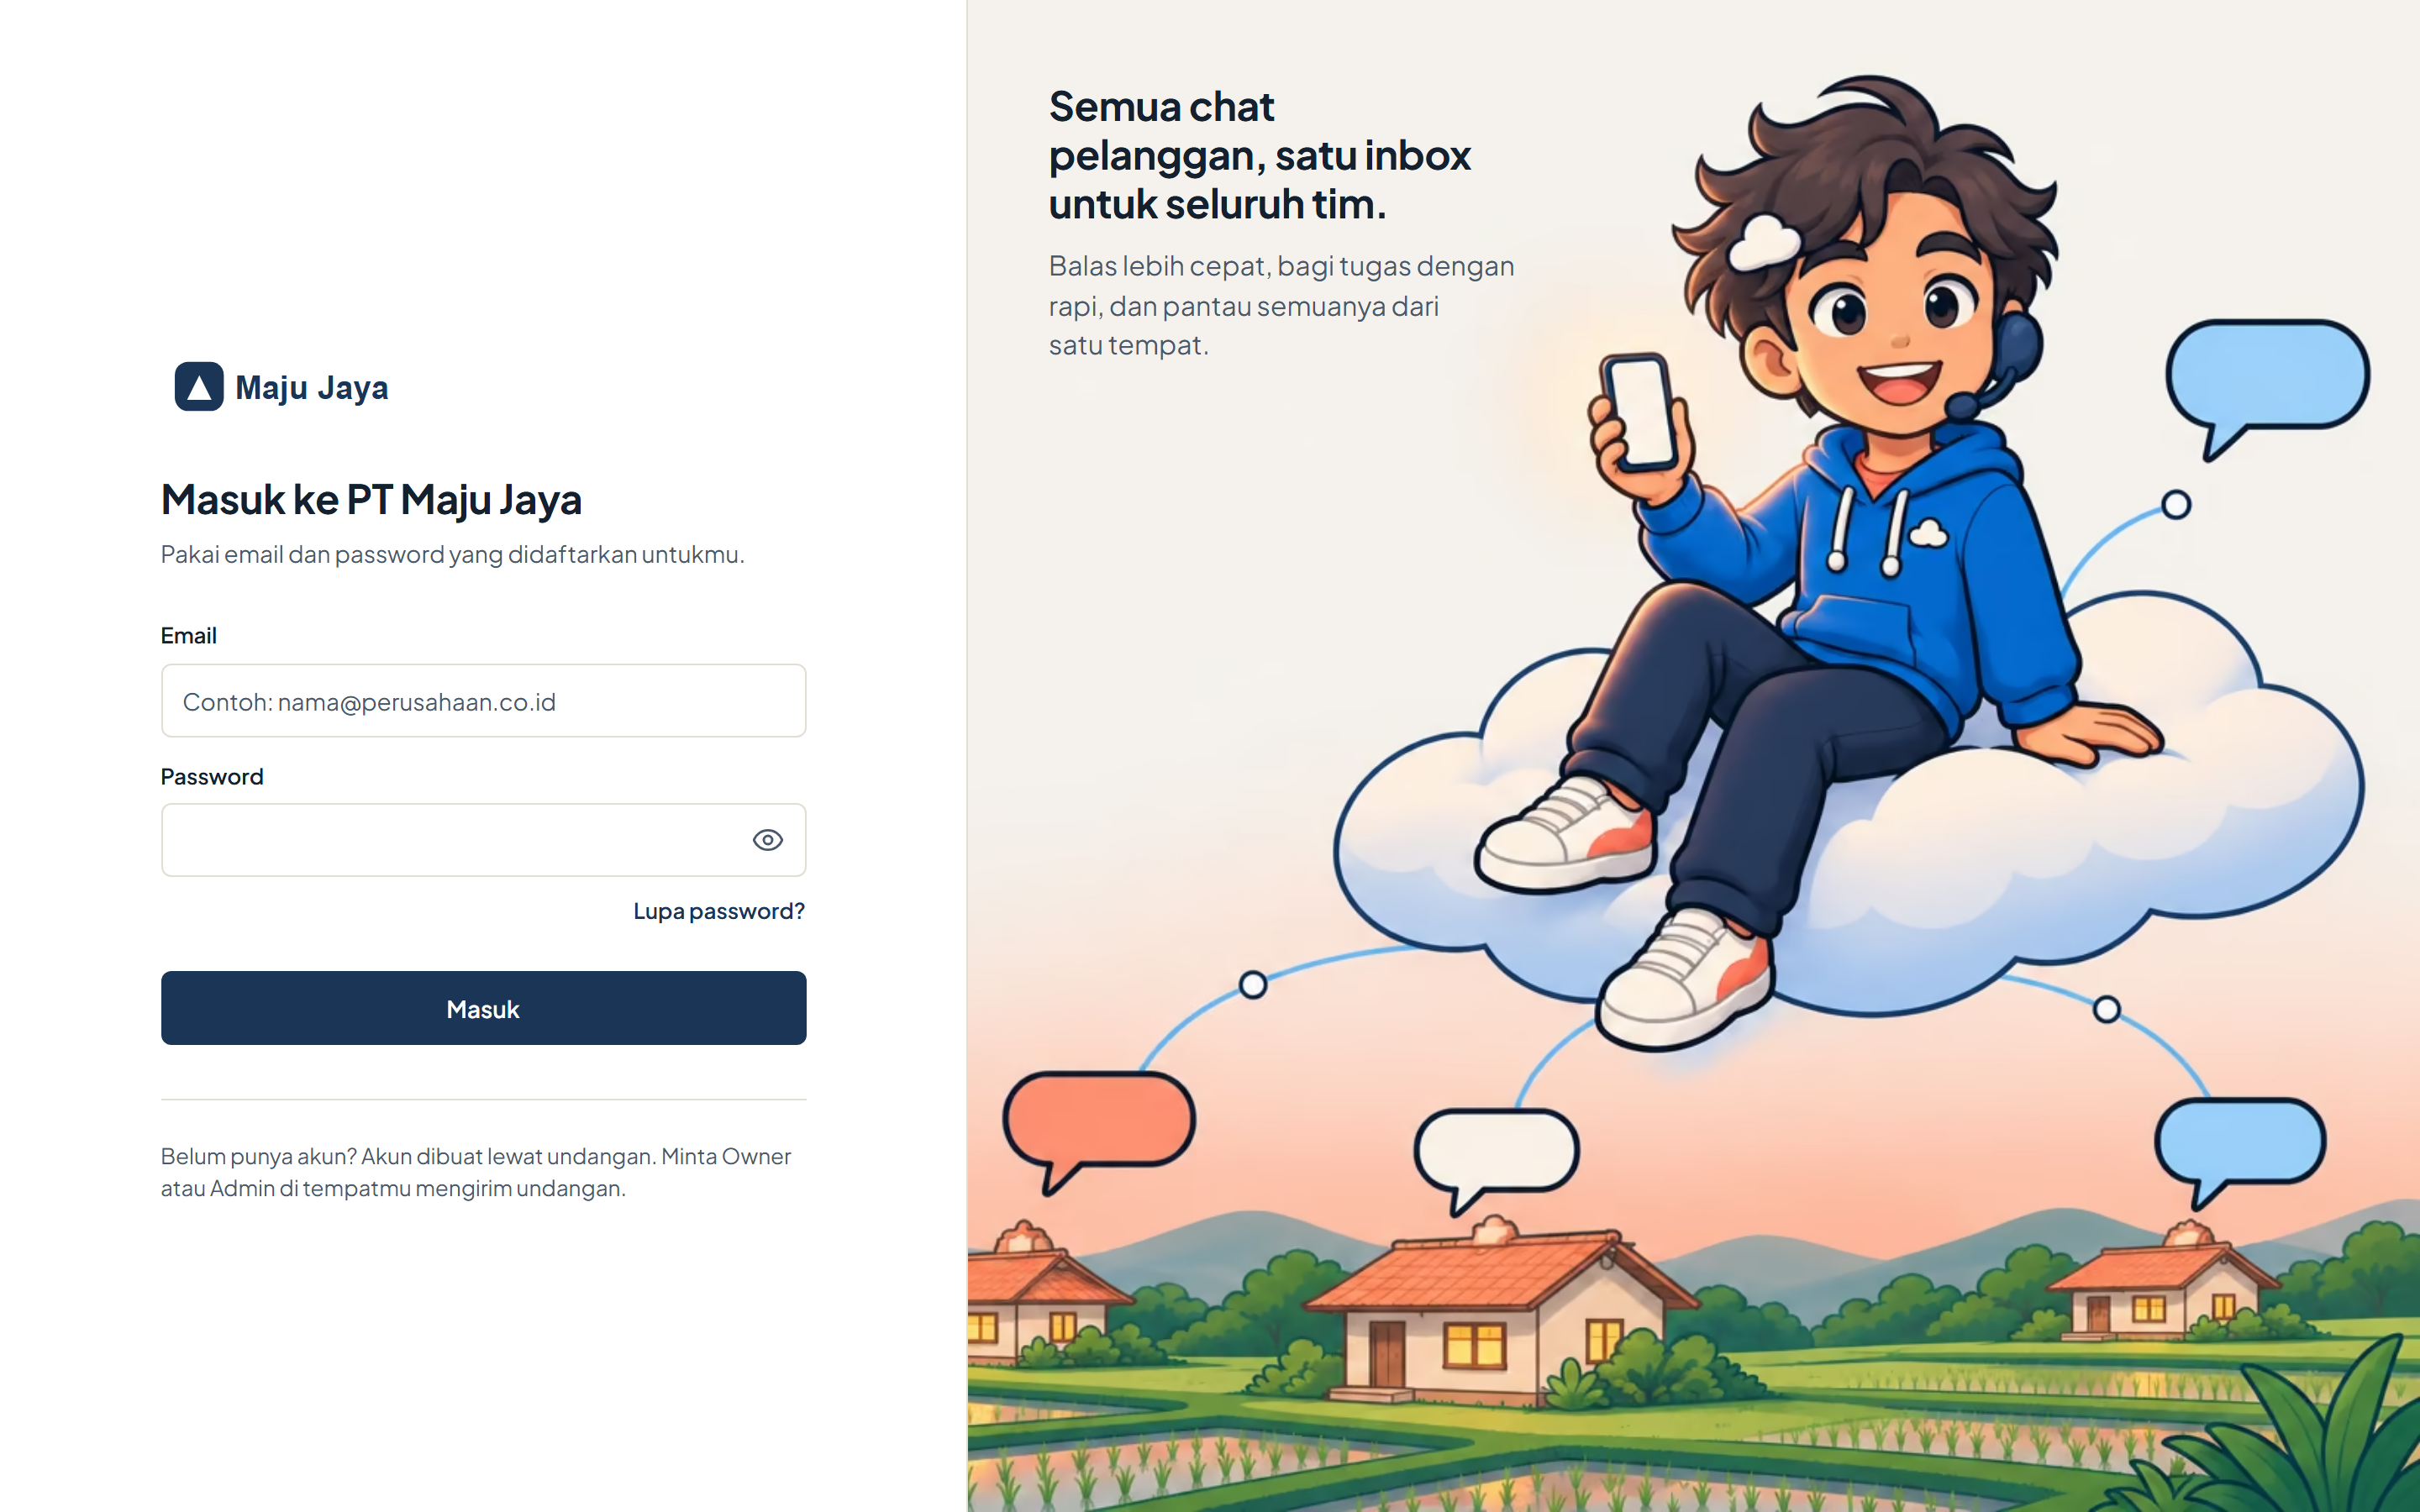 Maju Jaya
Masuk ke PT Maju Jaya
Pakai email dan password yang didaftarkan untukmu.
Email
Contoh: nama@perusahaan.co.id
Password
Lupa password?
Masuk
Belum punya akun? Akun dibuat lewat undangan. Minta Owner
atau Admin di tempatmu mengirim undangan.
Semua chat
pelanggan, satu inbox
untuk seluruh tim.
Balas lebih cepat, bagi tugas dengan
rapi, dan pantau semuanya dari
satu tempat.